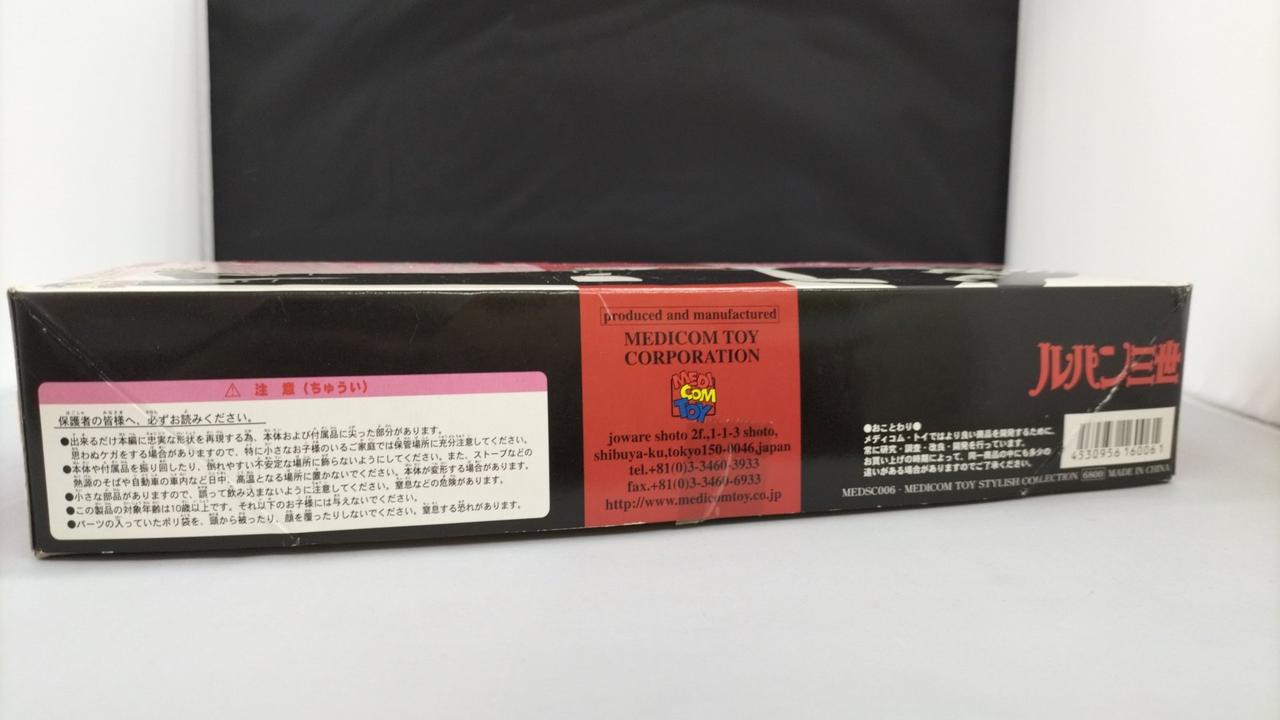 ⚠ 注 意 (ちゅうい)
保護者の皆様へ、必ずお読みください。
●出来るだけ本編に忠実な形状を再現する為、本体および付属品に尖った部分があります。
思わぬケガをする場合がありますので、特に小さなお子様のいるご家庭では保管場所に充分注意してください。
●本体や付属品を振り回したり、倒れやすい不安定な場所に飾らないようにしてください。また、ストーブなどの
熱源のそばや自動車の車内など日中、高温となる場所に置かないでください。本体が変形する場合があります。
●小さな部品がありますので、誤って飲み込まないように注意してください。窒息などの危険があります。
●この製品の対象年齢は10歳以上です。それ以下のお子様には与えないでください。
●パーツの入っていたポリ袋を、頭から被ったり、顔を覆ったりしないでください。窒息する恐れがあります。
produced and manufactured
MEDICOM TOY
CORPORATION
MEDI
COM
TOY
joware shoto 2f.,1-1-3 shoto,
shibuya-ku,tokyo150-0046,japan
tel.+81(0)3-3460-3933
fax.+81(0)3-3460-6933
http://www.medicomtoy.co.jp
ルパン三世
●おことわり●
メディコム・トイではより良い商品を開発するために、
常に研究・調査・改良・開発を行っています。
お買い上げの時期によって、同一商品の中にも多少の
違いがある場合がありますのでご了承ください。
4330956160061
MEDSC006 - MEDICOM TOY STYLISH COLLECTION 6800 MADE IN CHINA